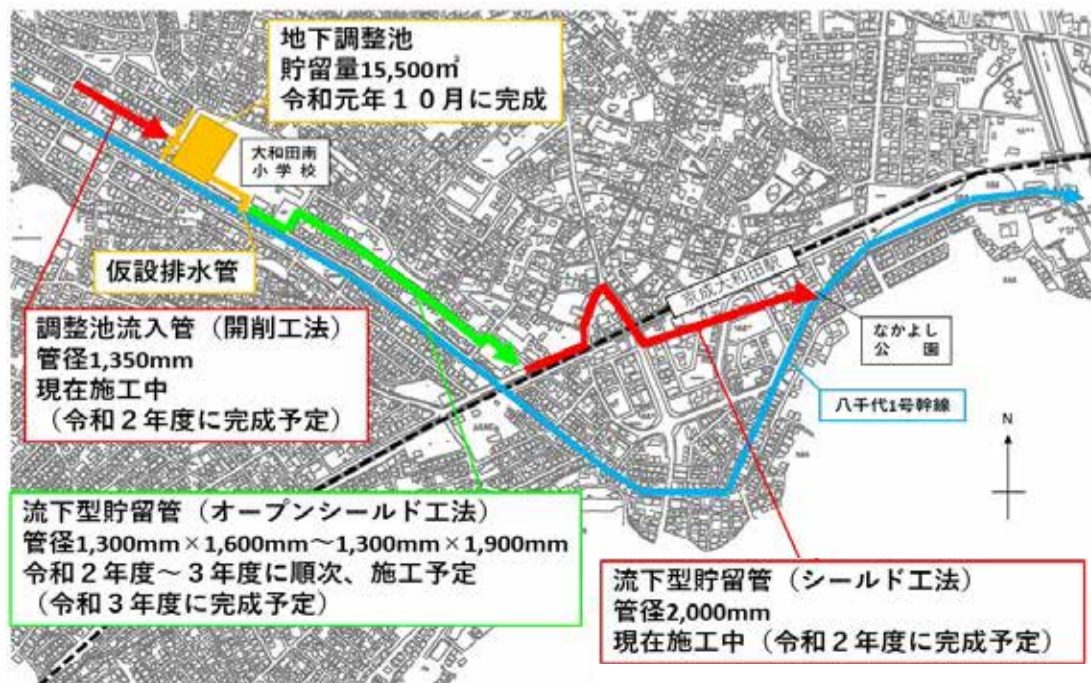 地下調整池
貯留量15,500㎥
令和元年１０月に完成
大和田南
小学校
仮設排水管
調整池流入管（開削工法）
管径1,350mm
現在施工中
（令和２年度に完成予定）
京成大和田駅
なかよし
公園
八千代1号幹線
N
流下型貯留管（オープンシールド工法）
管径1,300mm×1,600mm～1,300mm×1,900mm
令和２年度～３年度に順次、施工予定
（令和３年度に完成予定）
流下型貯留管（シールド工法）
管径2,000mm
現在施工中（令和２年度に完成予定）